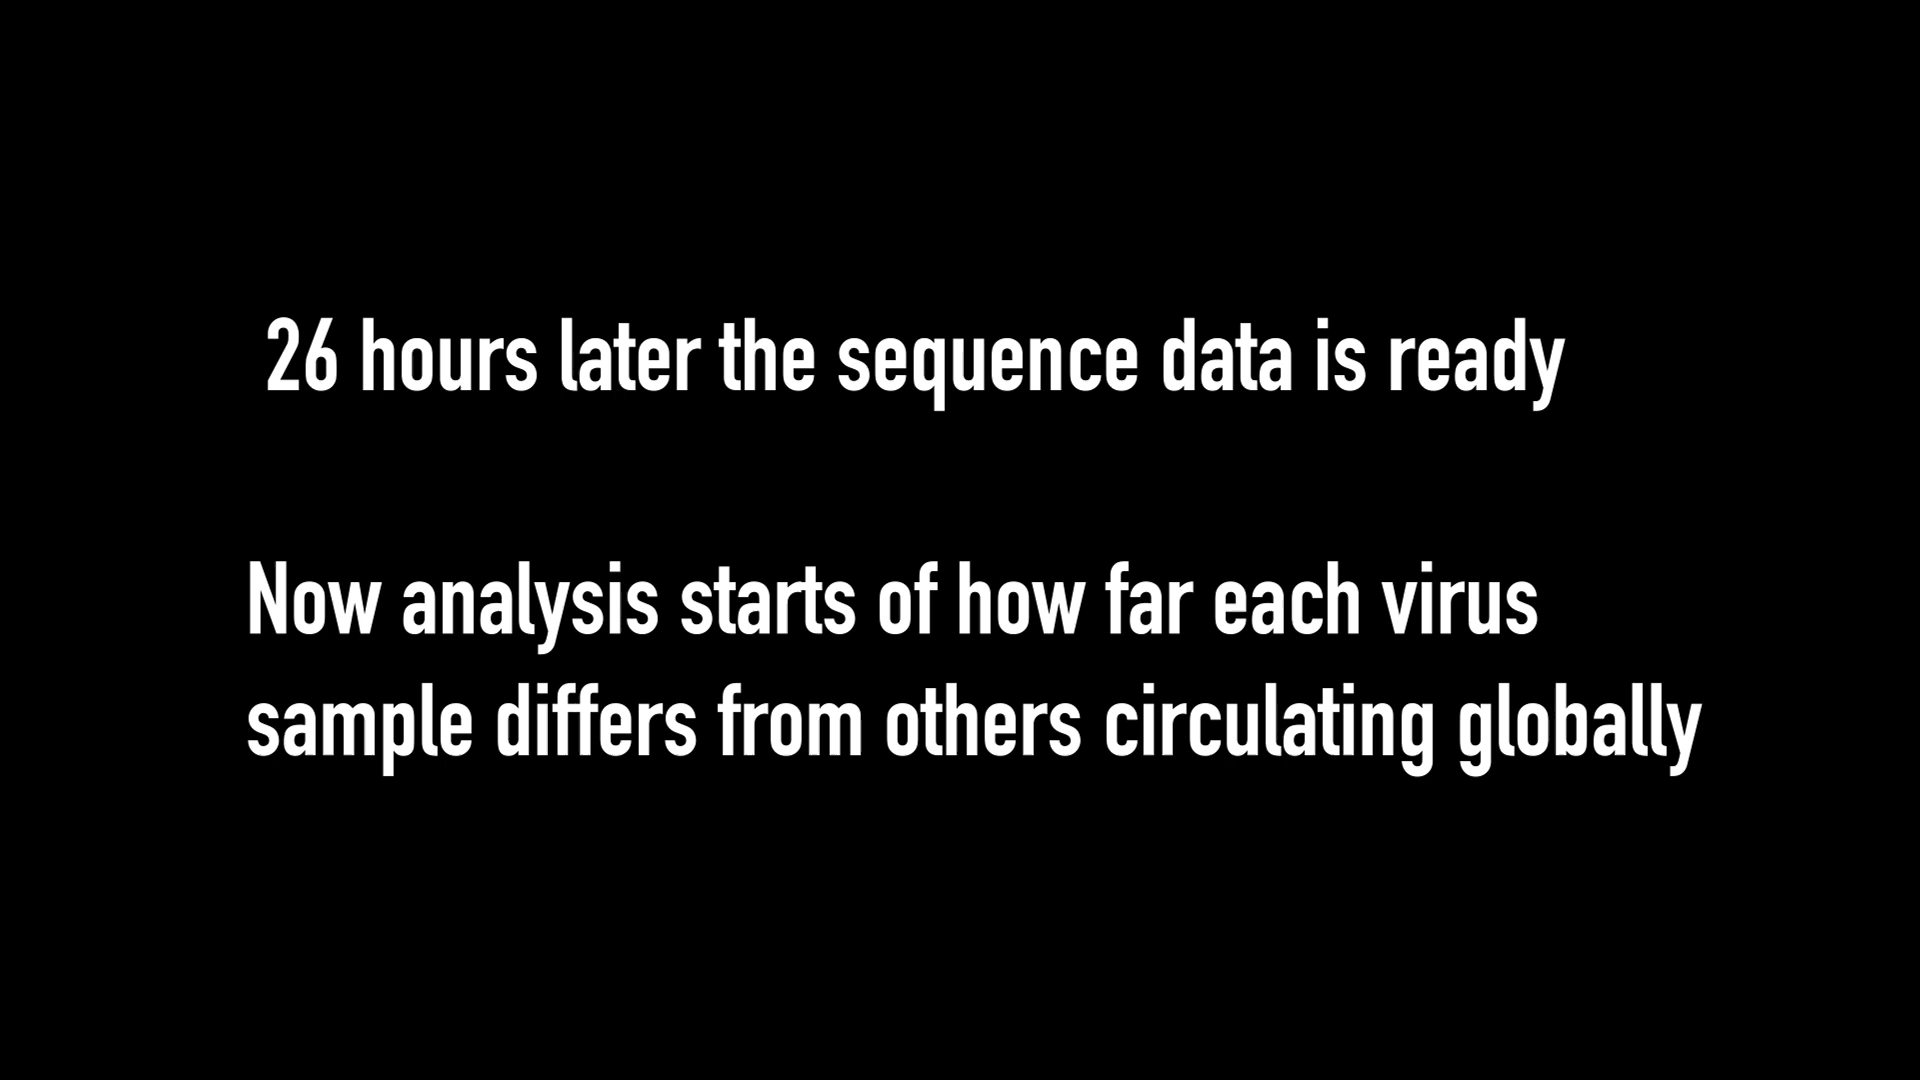 26 hours later the sequence data is ready
Now analysis starts of how far each virus
sample differs from others circulating globally